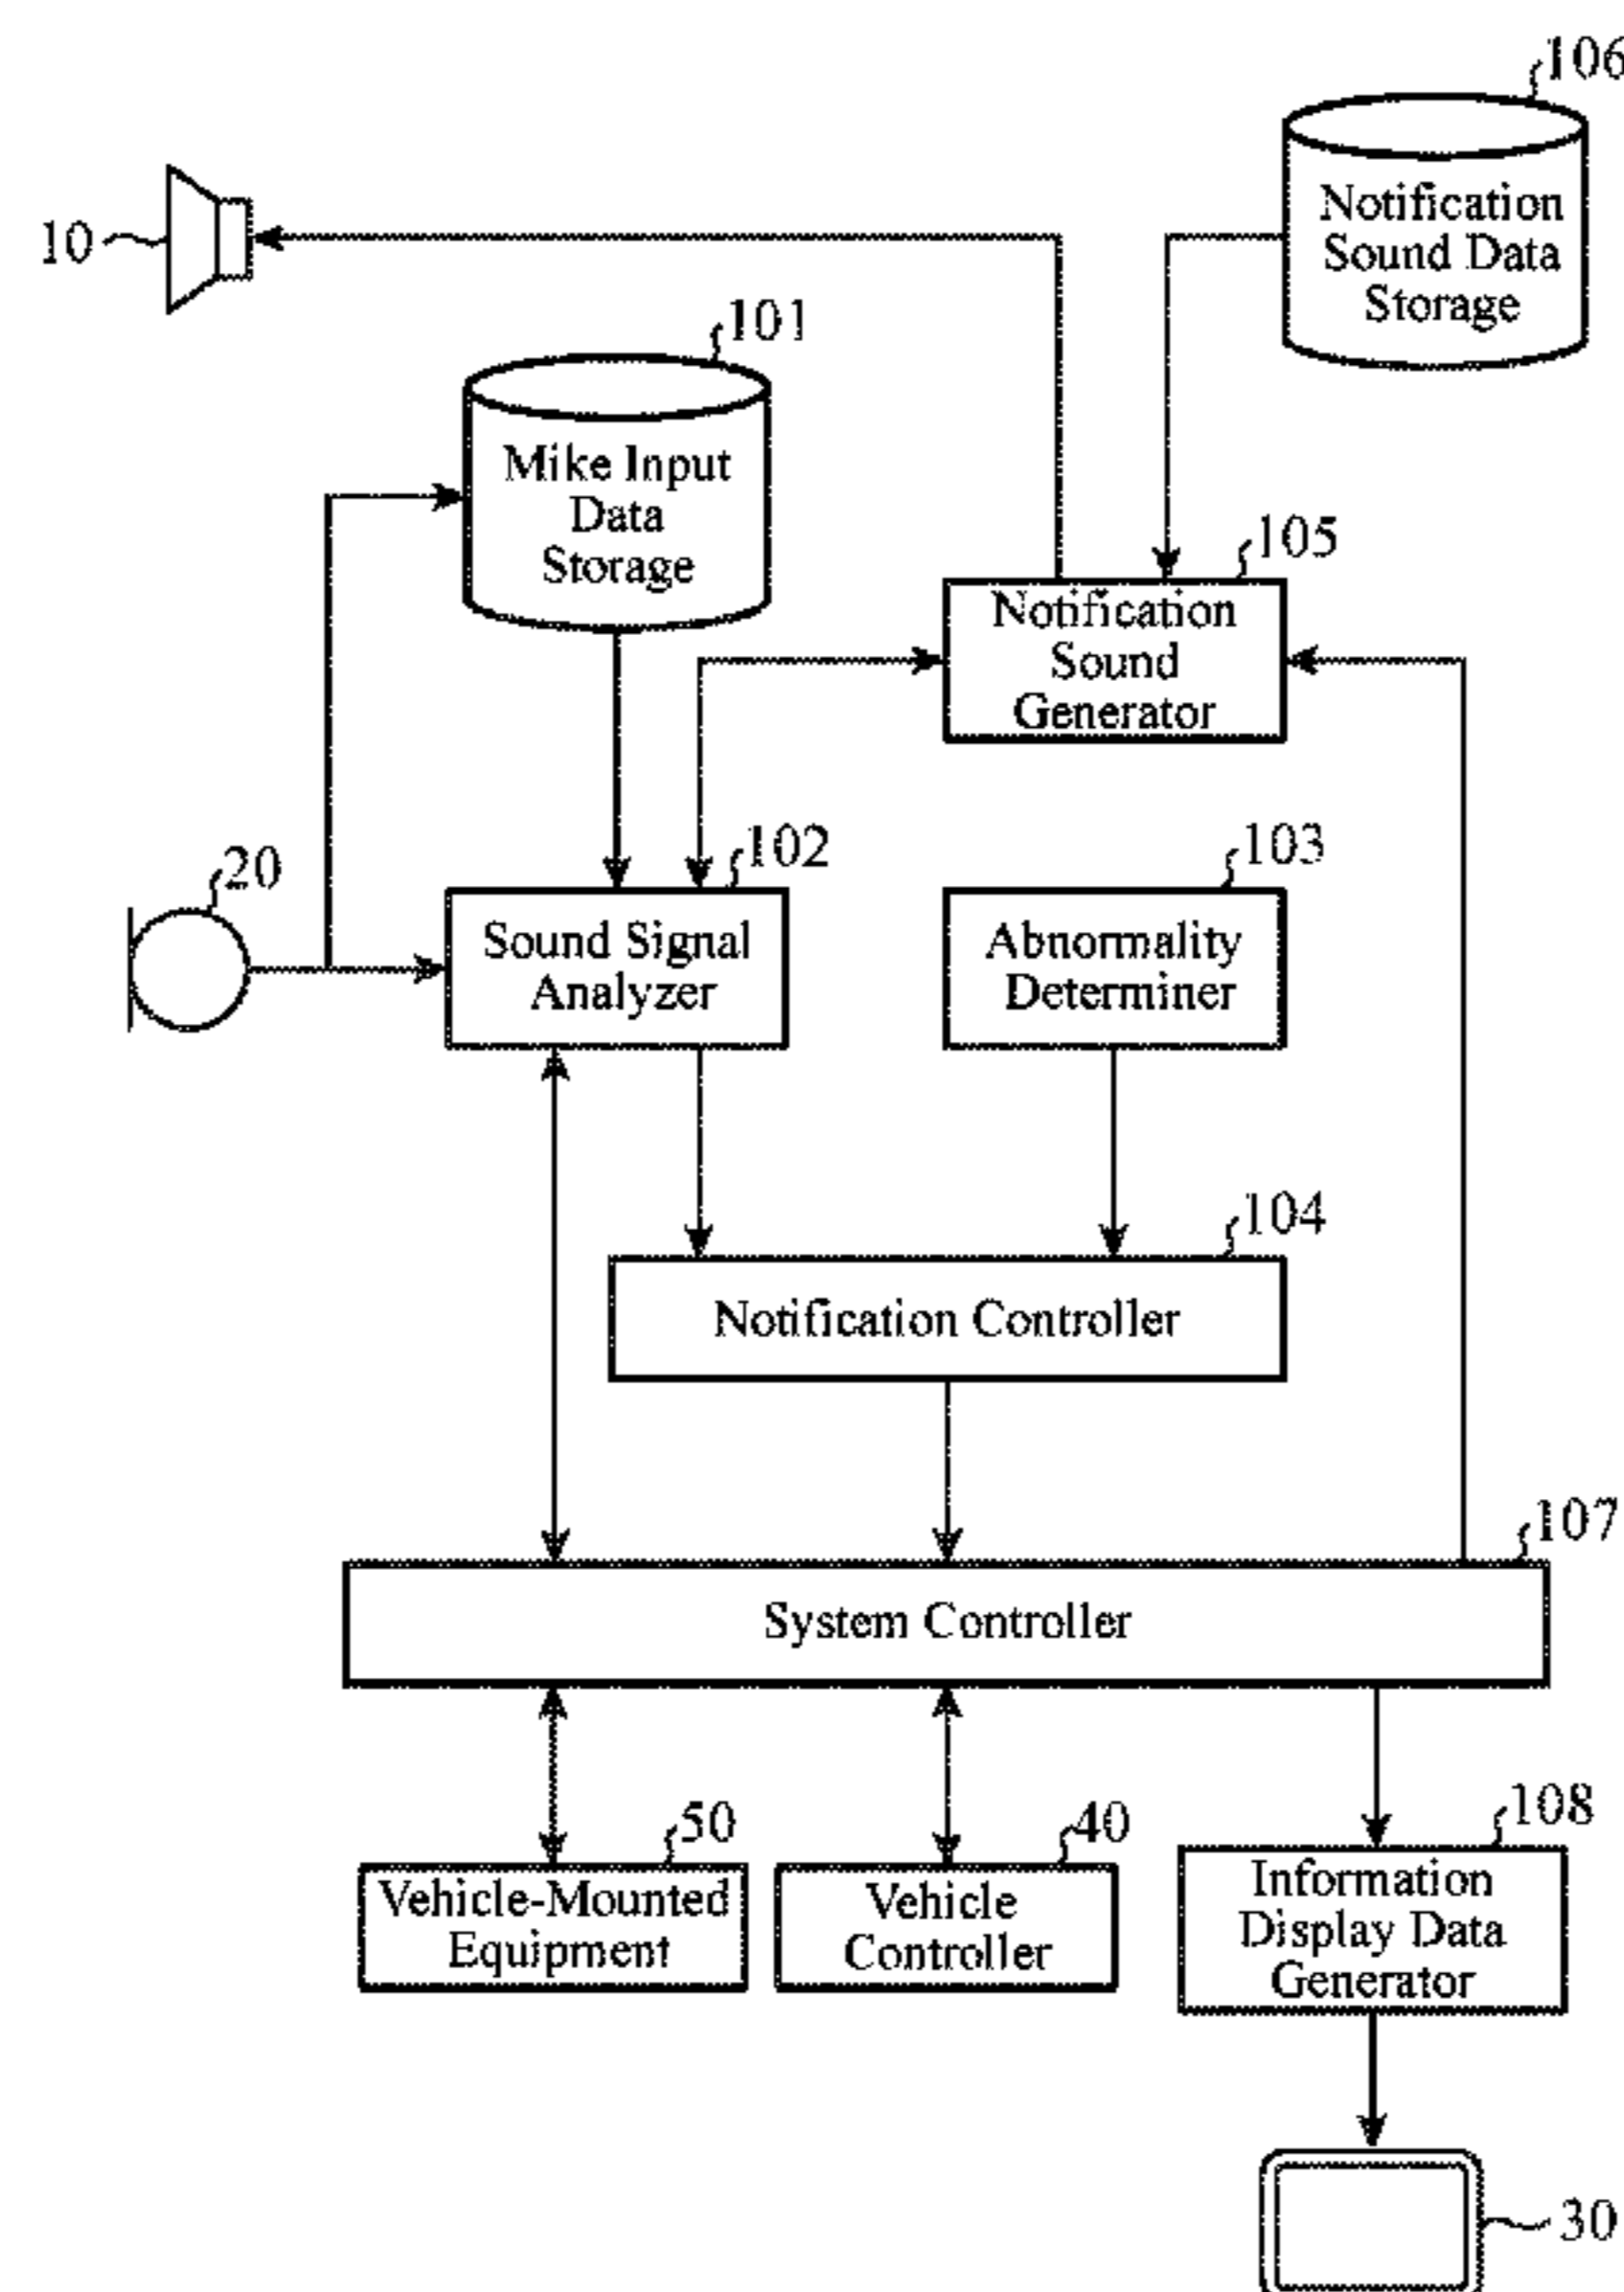 106
Notification
Sound Data
Storage
10
101
Mike Input
Data
Storage
105
Notification
Sound
Generator
20
102
Sound Signal
Analyzer
103
Abnormality
Determiner
104
Notification Controller
107
System Controller
50
Vehicle-Mounted
Equipment
40
Vehicle
Controller
108
Information
Display Data
Generator
30